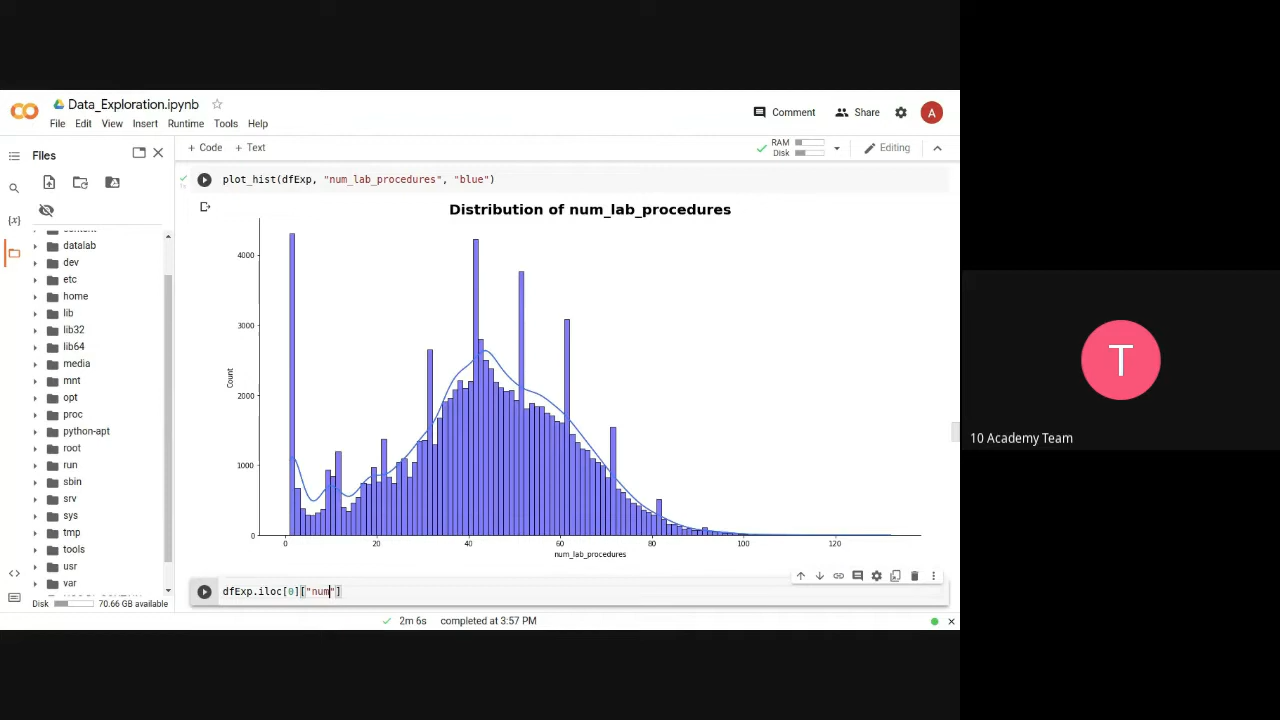 Data_Exploration.ipynb
Comment
Share
A
File Edit View Insert Runtime Tools Help
Files
+ Code + Text
RAM
Disk
Editing
{x}
datalab
dev
etc
home
lib
lib32
lib64
media
mnt
opt
proc
python-apt
root
run
sbin
srv
sys
tmp
tools
usr
var
Disk 70.66 GB available
plot_hist(dfExp, "num_lab_procedures", "blue")
Distribution of num_lab_procedures
4000
3000
2000
1000
0
Count
0 20 40 60 80 100 120
num_lab_procedures
dfExp.iloc[0]["num"]
2m 6s completed at 3:57 PM
T
10 Academy Team